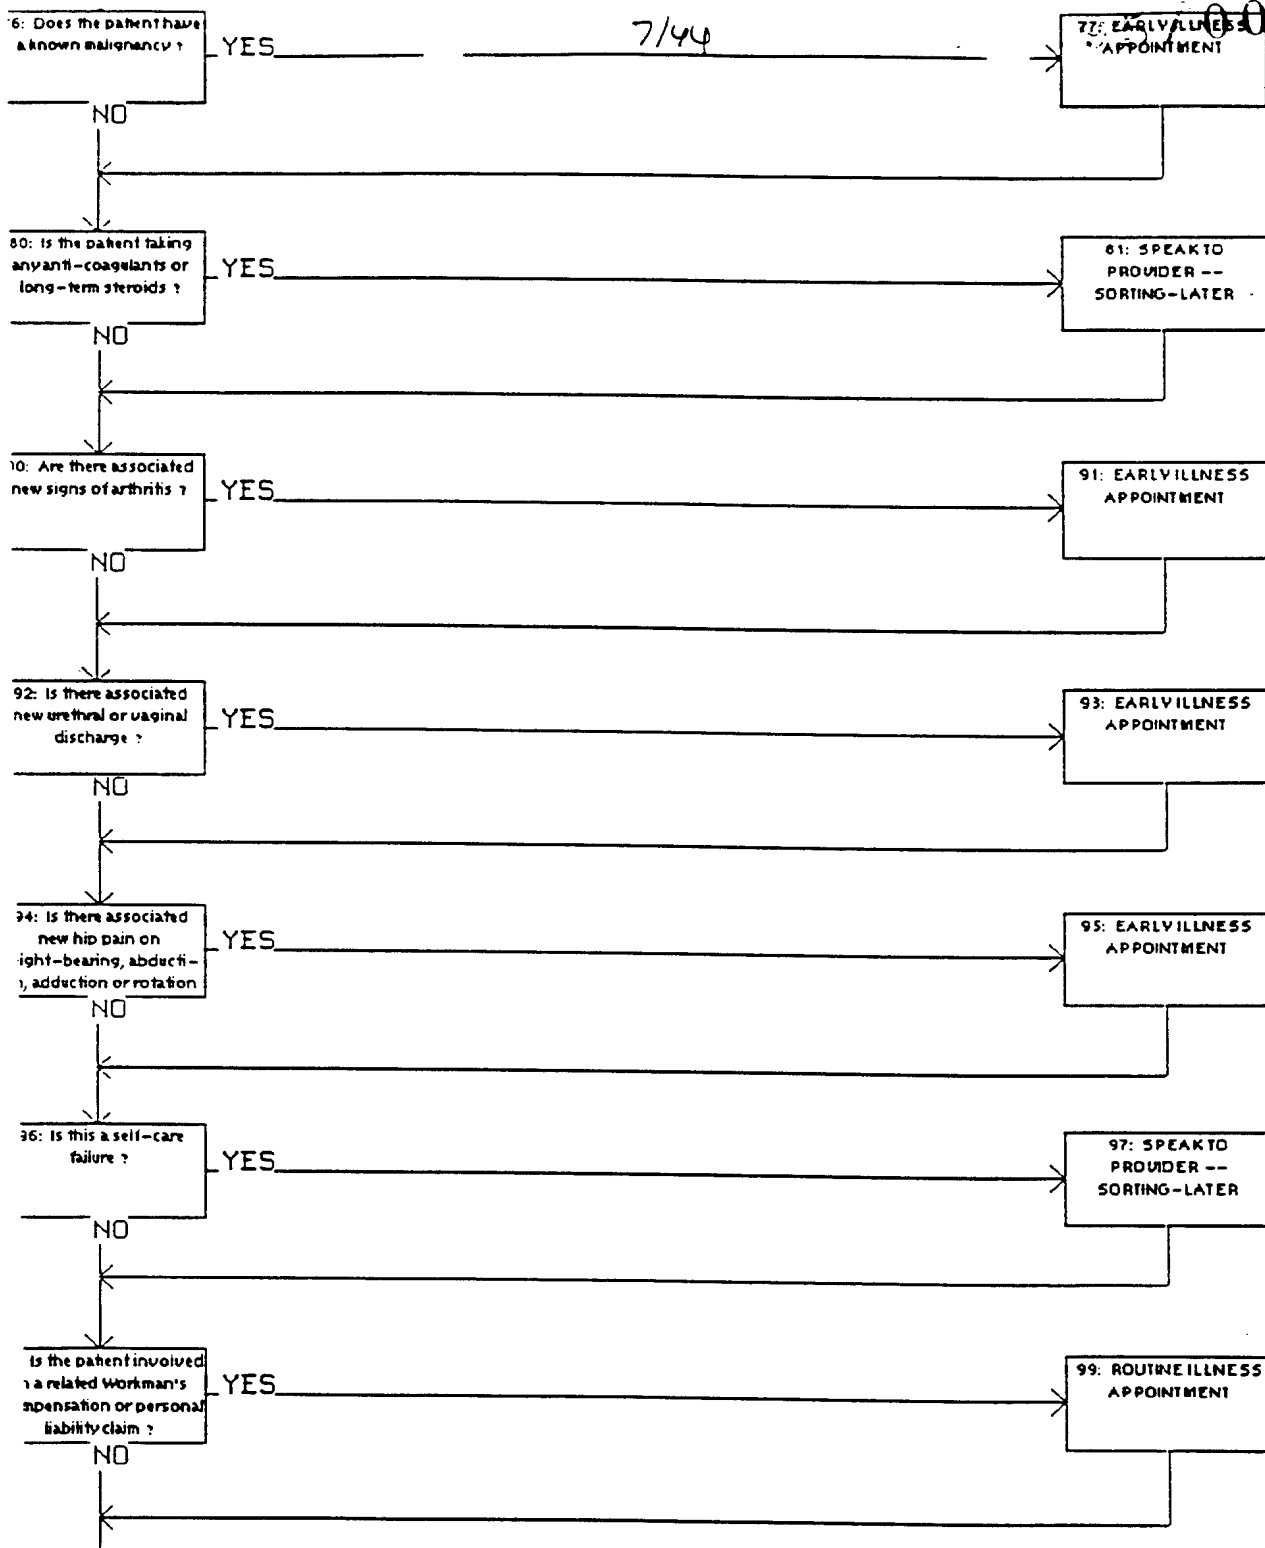 6: Does the patient have
a known malignancy ?
YES
7/44
77: EARLY ILLNESS
APPOINTMENT
NO
80: Is the patient taking
any anti-coagelants or
long-term steroids ?
YES
81: SPEAK TO
PROVIDER --
SORTING-LATER
NO
90: Are there associated
new signs of arthritis ?
YES
91: EARLY ILLNESS
APPOINTMENT
NO
92: Is there associated
new urethral or vaginal
discharge ?
YES
93: EARLY ILLNESS
APPOINTMENT
NO
94: Is there associated
new hip pain on
ight-bearing, abducti-
n, adduction or rotation
YES
95: EARLY ILLNESS
APPOINTMENT
NO
96: Is this a self-care
failure ?
YES
97: SPEAK TO
PROVIDER --
SORTING-LATER
NO
Is the patient involved
n a related Workman's
mpensation or personal
liability claim ?
YES
99: ROUTINE ILLNESS
APPOINTMENT
NO